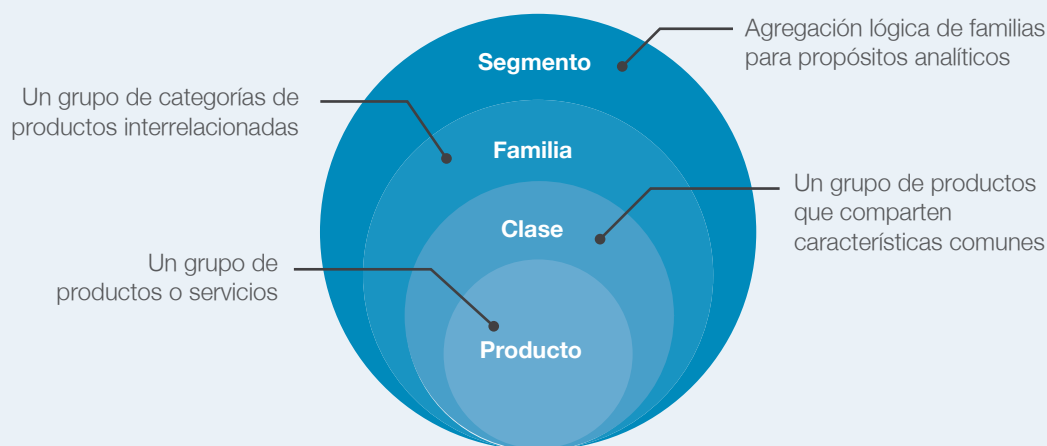 Segmento
Agregación lógica de familias
para propósitos analíticos
Un grupo de categorías de
productos interrelacionadas
Familia
Un grupo de productos
que comparten
características comunes
Clase
Un grupo de
productos o servicios
Producto